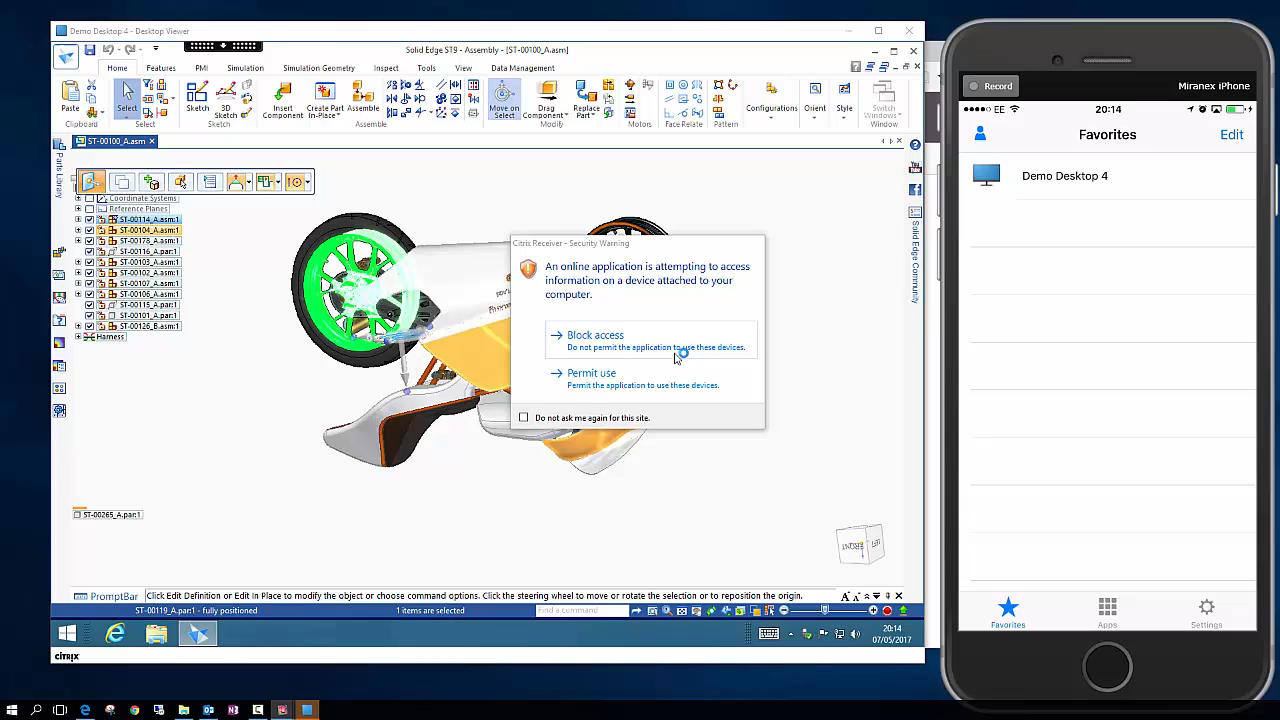 Demo Desktop 4 - Desktop Viewer
Solid Edge ST9 - Assembly - [ST-00100_A.asm]
Home Features PMI Simulation Simulation Geometry Inspect Tools View Data Management
Paste
Clipboard
Select
Select
Sketch
3D Sketch
Sketch
Insert Component
Create Part In-Place
Assemble
Assemble
Move on Select
Drag Component
Replace Part
Modify
Motors
Face Relate
Pattern
Configurations
Orient
Style
Switch Windows
Window
ST-00100_A.asm
Parts Library
Coordinate Systems
Reference Planes
ST-00114_A.asm:1
ST-00104_A.asm:1
ST-00178_A.asm:1
ST-00116_A.par:1
ST-00103_A.asm:1
ST-00102_A.asm:1
ST-00107_A.asm:1
ST-00106_A.asm:1
ST-00115_A.par:1
ST-00101_A.par:1
ST-00126_B.asm:1
Harness
ST-00265_A.par:1
Citrix Receiver - Security Warning
An online application is attempting to access
information on a device attached to your
computer.
Block access
Do not permit the application to use these devices.
Permit use
Permit the application to use these devices.
Do not ask me again for this site.
You Tube
Solid Edge Community
FRONT
LEFT
PromptBar
Click Edit Definition or Edit In Place to modify the object or choose command options. Click the steering wheel to move or rotate the selection or to reposition the origin.
ST-00119_A.par:1 - fully positioned
1 items are selected
Find a command
20:14
07/05/2017
CITRIX
Record
Miranex iPhone
EE
20:14
Favorites
Edit
Demo Desktop 4
Favorites
Apps
Settings